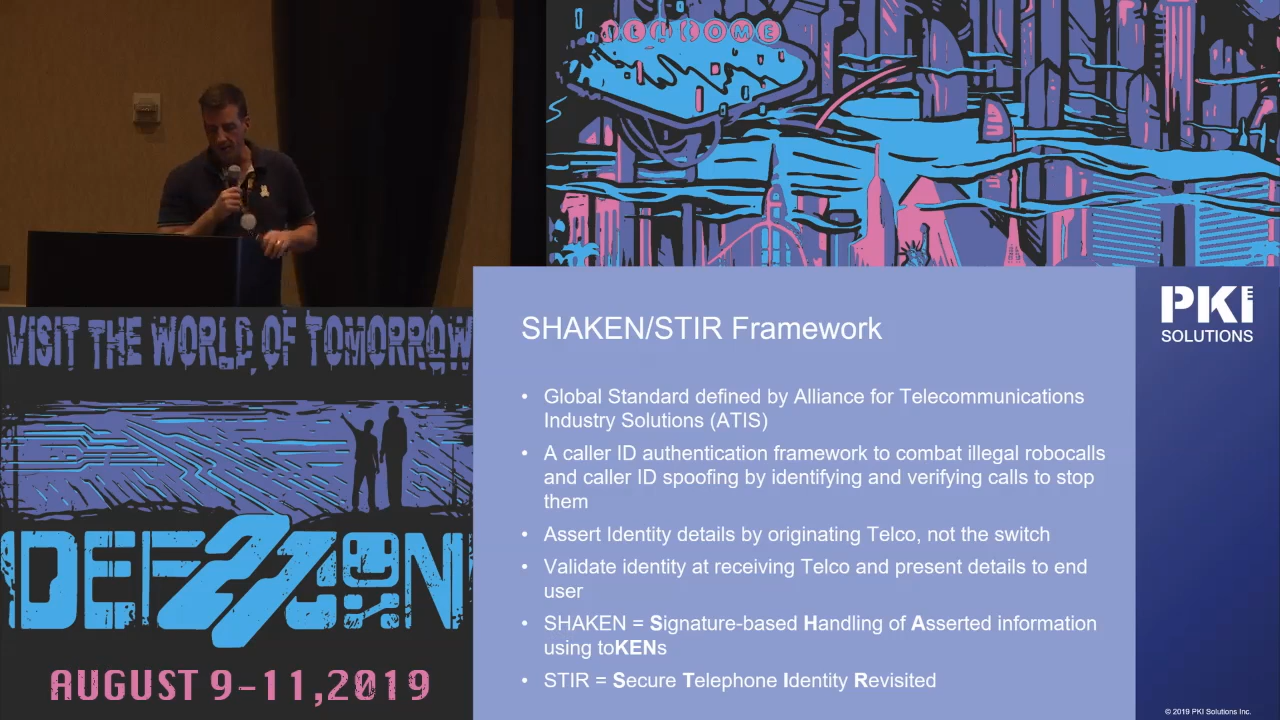 WELCOME
VISIT THE WORLD OF TOMORROW
DEFCON
27
AUGUST 9-11,2019
PKI
SOLUTIONS
SHAKEN/STIR Framework
• Global Standard defined by Alliance for Telecommunications
Industry Solutions (ATIS)
• A caller ID authentication framework to combat illegal robocalls
and caller ID spoofing by identifying and verifying calls to stop
them
• Assert Identity details by originating Telco, not the switch
• Validate identity at receiving Telco and present details to end
user
• SHAKEN = Signature-based Handling of Asserted information
using toKENs
• STIR = Secure Telephone Identity Revisited
© 2019 PKI Solutions Inc.